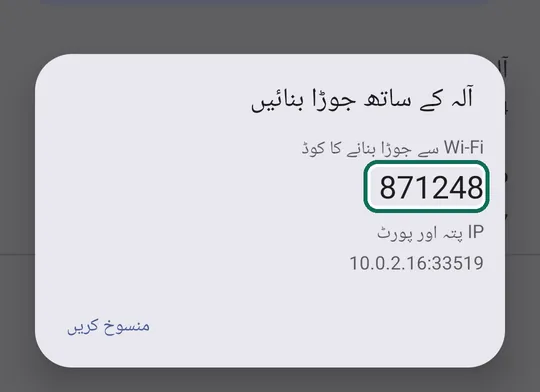 آلہ کے ساتھ جوڑا بنائیں
Wi-Fi سے جوڑا بنانے کا کوڈ
871248
IP پتہ اور پورٹ
10.0.2.16:33519
منسوخ کریں